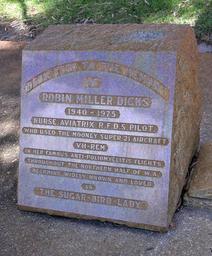 OF
ROBIN MILLER DICKS
1940 - 1975
NURSE, AVIATRIX, R.F.D.S. PILOT
WHO USED THE MOONEY SUPER 21 AIRCRAFT
VH-REM
IN HER FAMOUS ANTI-POLIOMYELITIS FLIGHTS
THROUGHOUT THE NORTHERN HALF OF W.A.
BECOMING WIDELY KNOWN AND LOVED
AS
THE SUGAR-BIRD LADY